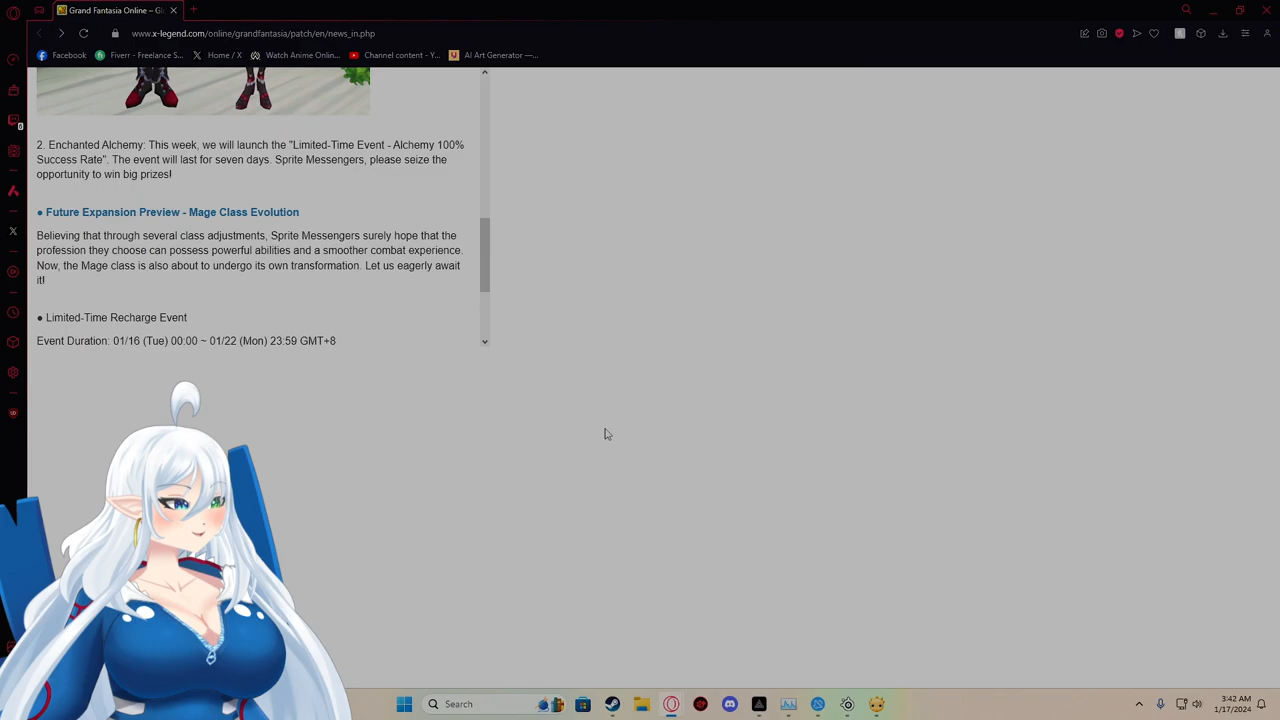 Grand Fantasia Online –
www.x-legend.com/online/grandfantasia/patch/en/news_in.php
Facebook
Fiverr - Freelance S...
Home / X
Watch Anime Onlin...
Channel content - Y...
AI Art Generator —...
2. Enchanted Alchemy: This week, we will launch the "Limited-Time Event - Alchemy 100%
Success Rate". The event will last for seven days. Sprite Messengers, please seize the
opportunity to win big prizes!
● Future Expansion Preview - Mage Class Evolution
Believing that through several class adjustments, Sprite Messengers surely hope that the
profession they choose can possess powerful abilities and a smoother combat experience.
Now, the Mage class is also about to undergo its own transformation. Let us eagerly await
it!
● Limited-Time Recharge Event
Event Duration: 01/16 (Tue) 00:00 ~ 01/22 (Mon) 23:59 GMT+8
Search
3:42 AM
1/17/2024